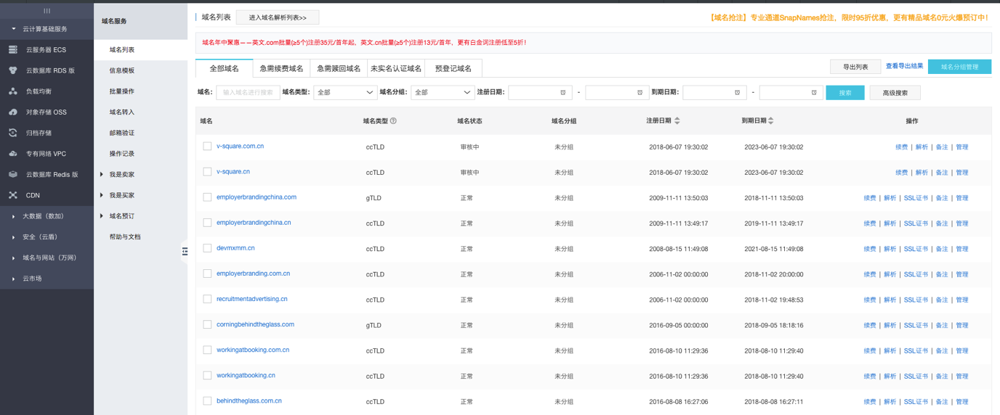 云计算基础服务
云服务器 ECS
云数据库 RDS 版
负载均衡
对象存储 OSS
归档存储
专有网络 VPC
云数据库 Redis 版
CDN
大数据（数加）
安全（云盾）
域名与网站（万网）
云市场
域名服务
域名列表
信息模板
批量操作
域名转入
邮箱验证
操作记录
我是卖家
我是买家
域名预订
帮助与文档
域名列表 进入域名解析列表>>
【域名抢注】专业通道SnapNames抢注，限时95折优惠，更有精品域名0元火爆预订中！
域名年中聚惠——英文.com批量(≥5个)注册35元/首年起，英文.cn批量(≥5个)注册13元/首年，更有白金词注册低至5折！
全部域名 急需续费域名 急需赎回域名 未实名认证域名 预登记域名 导出列表 查看导出结果 域名分组管理
域名: 输入域名进行搜索 域名类型: 全部 域名分组: 全部 注册日期: - 到期日期: - 搜索 高级搜索
域名 域名类型 ? 域名状态 域名分组 注册日期 到期日期 操作
v-square.com.cn ccTLD 审核中 未分组 2018-06-07 19:30:02 2023-06-07 19:30:02 续费 | 解析 | 备注 | 管理
v-square.cn ccTLD 审核中 未分组 2018-06-07 19:30:02 2023-06-07 19:30:02 续费 | 解析 | 备注 | 管理
employerbrandingchina.com gTLD 正常 未分组 2009-11-11 13:50:03 2018-11-11 13:50:03 续费 | 解析 | SSL证书 | 备注 | 管理
employerbrandingchina.cn ccTLD 正常 未分组 2009-11-11 13:49:17 2019-11-11 13:49:17 续费 | 解析 | SSL证书 | 备注 | 管理
devmxmm.cn ccTLD 正常 未分组 2008-08-15 11:49:08 2021-08-15 11:49:08 续费 | 解析 | SSL证书 | 备注 | 管理
employerbranding.com.cn ccTLD 正常 未分组 2006-11-02 00:00:00 2018-11-02 20:00:00 续费 | 解析 | SSL证书 | 备注 | 管理
recruitmentadvertising.cn ccTLD 正常 未分组 2006-11-02 00:00:00 2018-11-02 19:48:53 续费 | 解析 | SSL证书 | 备注 | 管理
corningbehindtheglass.com gTLD 正常 未分组 2016-09-05 00:00:00 2018-09-05 18:18:16 续费 | 解析 | SSL证书 | 备注 | 管理
workingatbooking.com.cn ccTLD 正常 未分组 2016-08-10 11:29:36 2018-08-10 11:29:40 续费 | 解析 | SSL证书 | 备注 | 管理
workingatbooking.cn ccTLD 正常 未分组 2016-08-10 11:29:36 2018-08-10 11:29:40 续费 | 解析 | SSL证书 | 备注 | 管理
behindtheglass.com.cn ccTLD 正常 未分组 2016-08-08 16:27:06 2018-08-08 16:27:11 续费 | 解析 | SSL证书 | 备注 | 管理